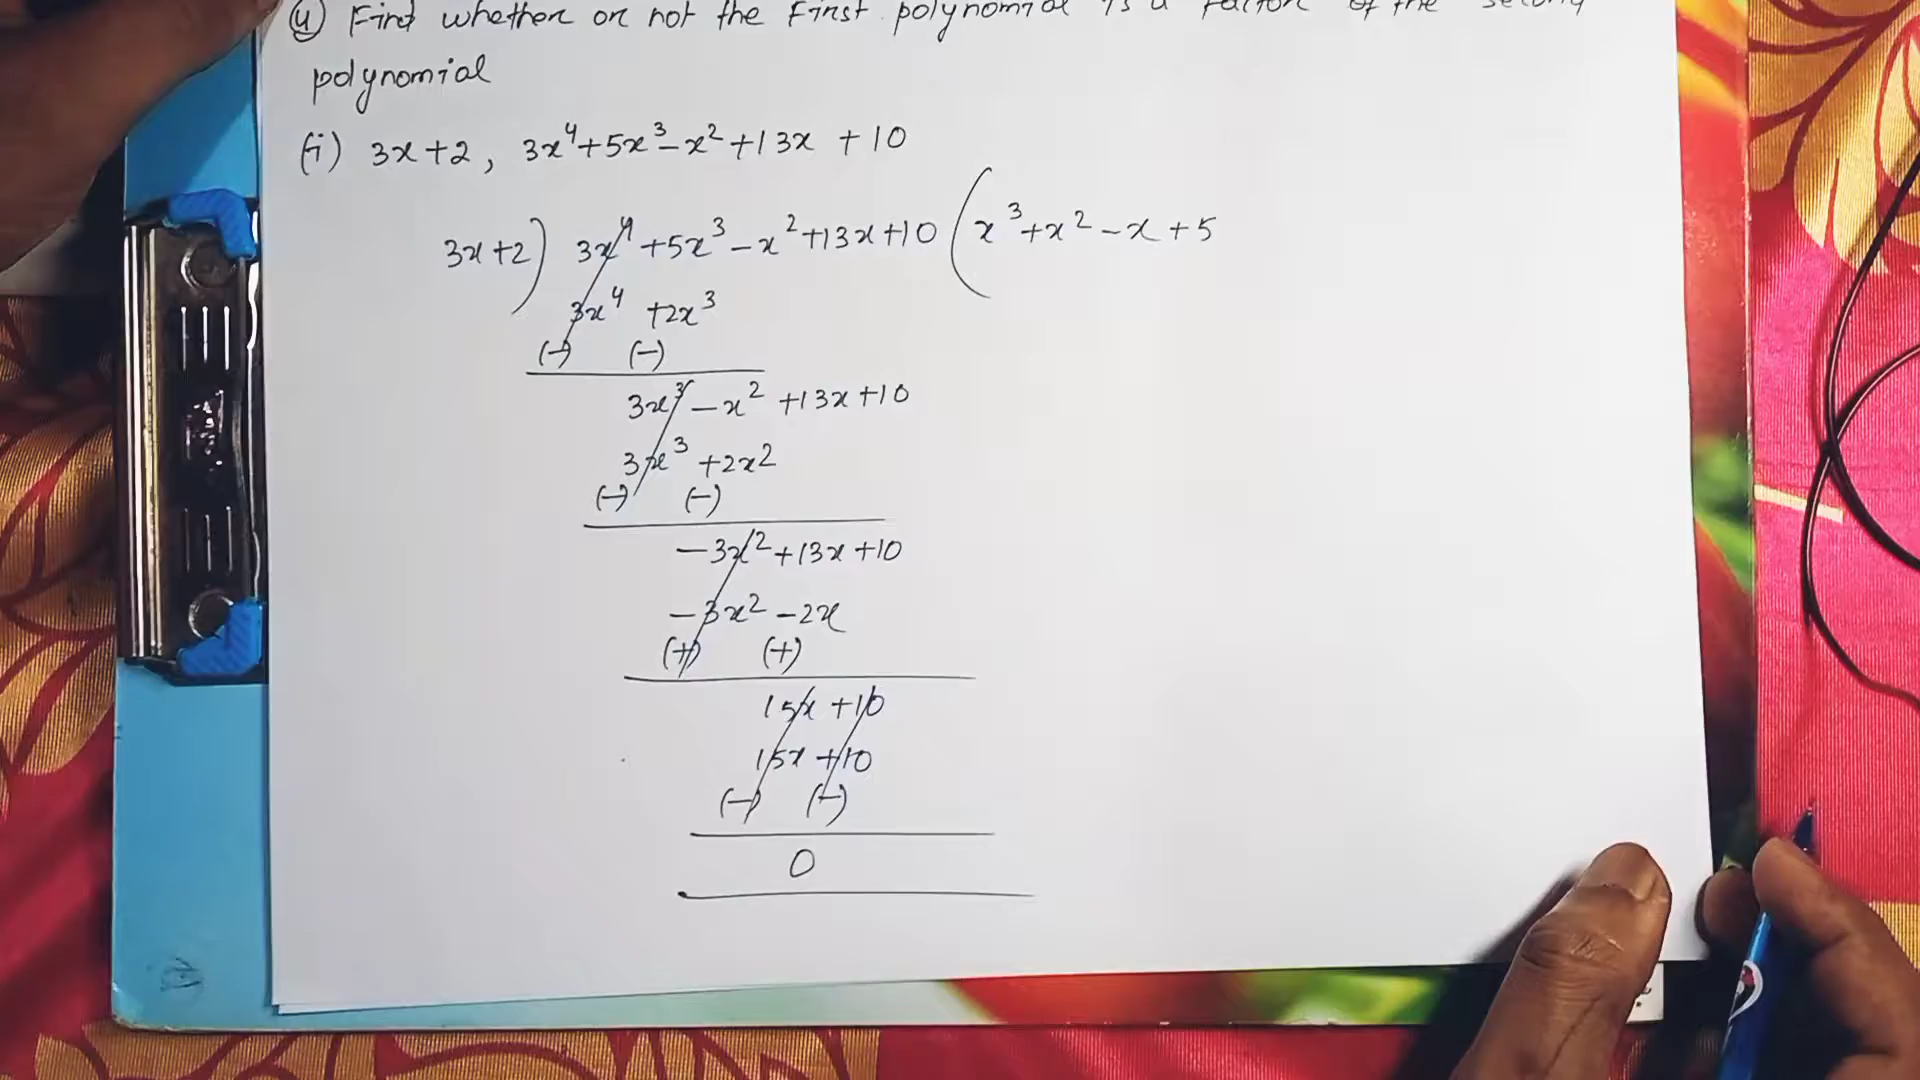 (4) Find whether or not the First polynomial is a factor of the second
polynomial
(i) 3x+2, 3x⁴+5x³-x²+13x+10
3x+2) 3x⁴+5x³-x²+13x+10 (x³+x²-x+5
3x⁴ +2x³
(-) (-)
3x³-x²+13x+10
3x³ +2x²
(-) (-)
-3x²+13x+10
-3x²-2x
(+) (+)
15x+10
15x+10
(-) (-)
0